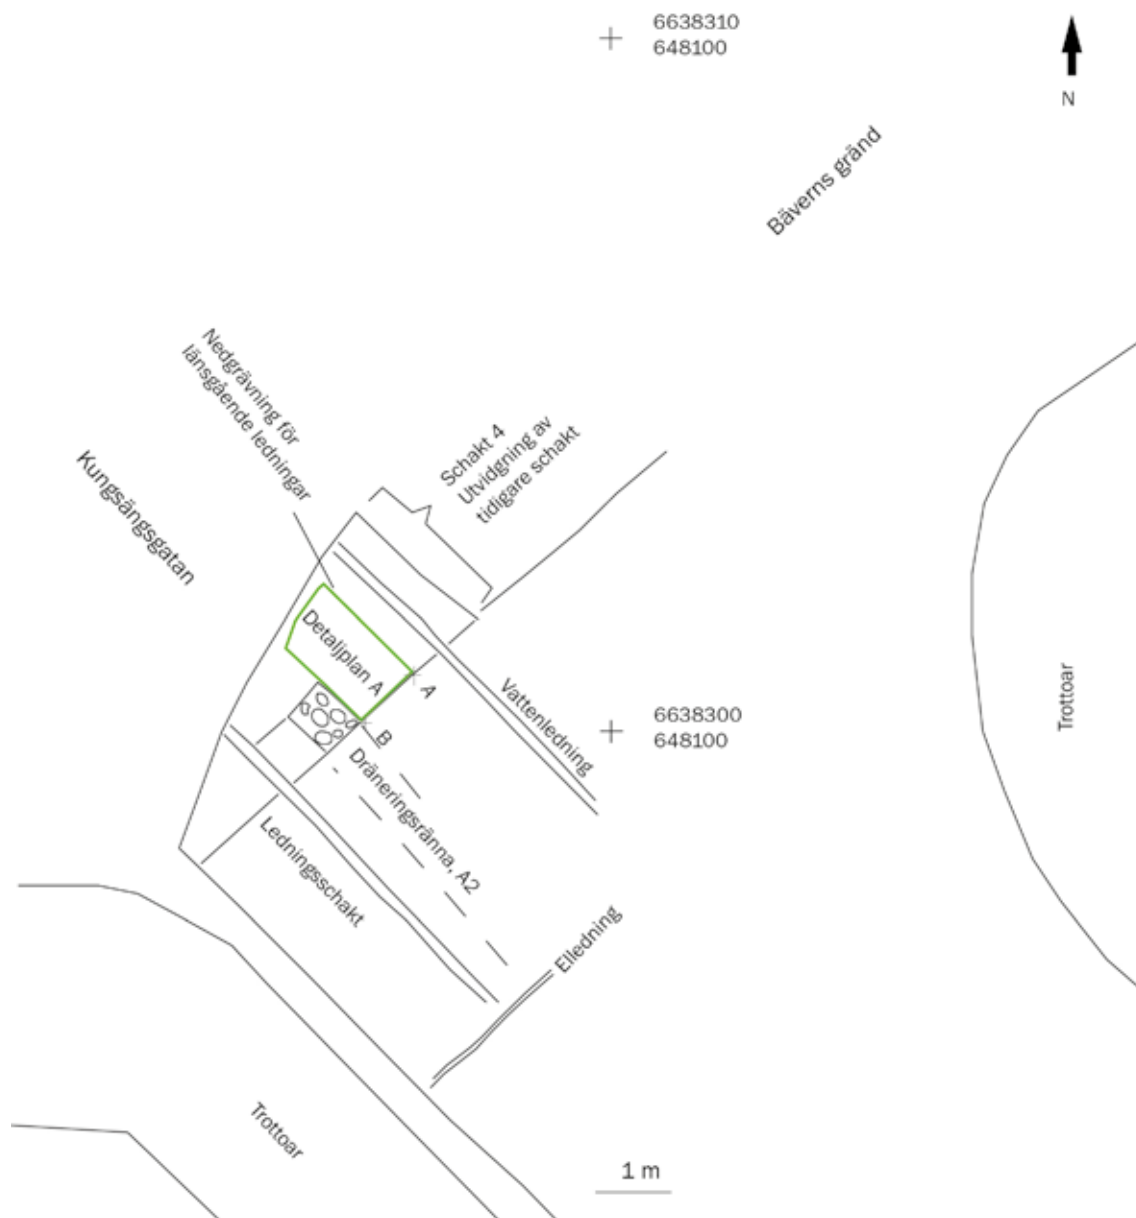 6638310
648100
N
Bäverns gränd
Nedgrävning för
länsgående ledningar
Schakt 4
Utvidgning av
tidigare schakt
Kungsängsgatan
Detaljplan A
A
B
Vattenledning
6638300
648100
Trottoar
Dräneringsränna, A2
Ledningsschakt
Elledning
Trottoar
1 m